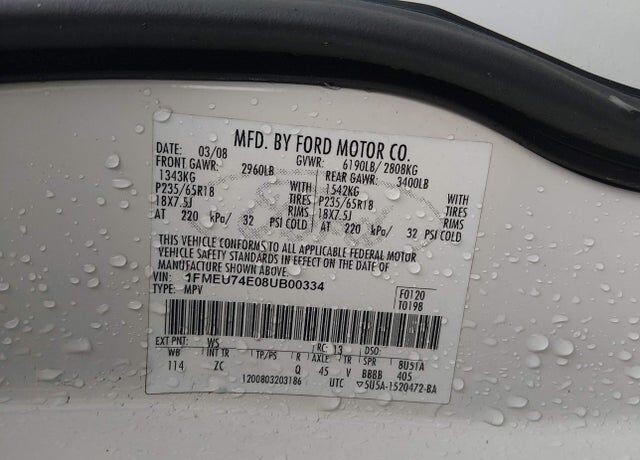 MFD. BY FORD MOTOR CO.
DATE: 03/08 GVWR: 6190LB/ 2808KG
FRONT GAWR: 2960LB REAR GAWR: 3400LB
1343KG WITH 1542KG WITH
P235/65R18 TIRES P235/65R18 TIRES
18X7.5J RIMS 18X7.5J RIMS
AT 220 kPa/ 32 PSI COLD AT 220 kPa/ 32 PSI COLD
THIS VEHICLE CONFORMS TO ALL APPLICABLE FEDERAL MOTOR
VEHICLE SAFETY STANDARDS IN EFFECT ON THE DATE OF
MANUFACTURE SHOWN ABOVE.
VIN: 1FMEU74E08UB00334 F0120
TYPE: MPV T0198
EXT PNT: WS RC: 13 DSO:
WB INT TR TP/PS R AXLE TR SPR BU51A
114 ZC Q 45 V BBBB 405
1200803203186 UTC ▽5U5A-1520472-BA